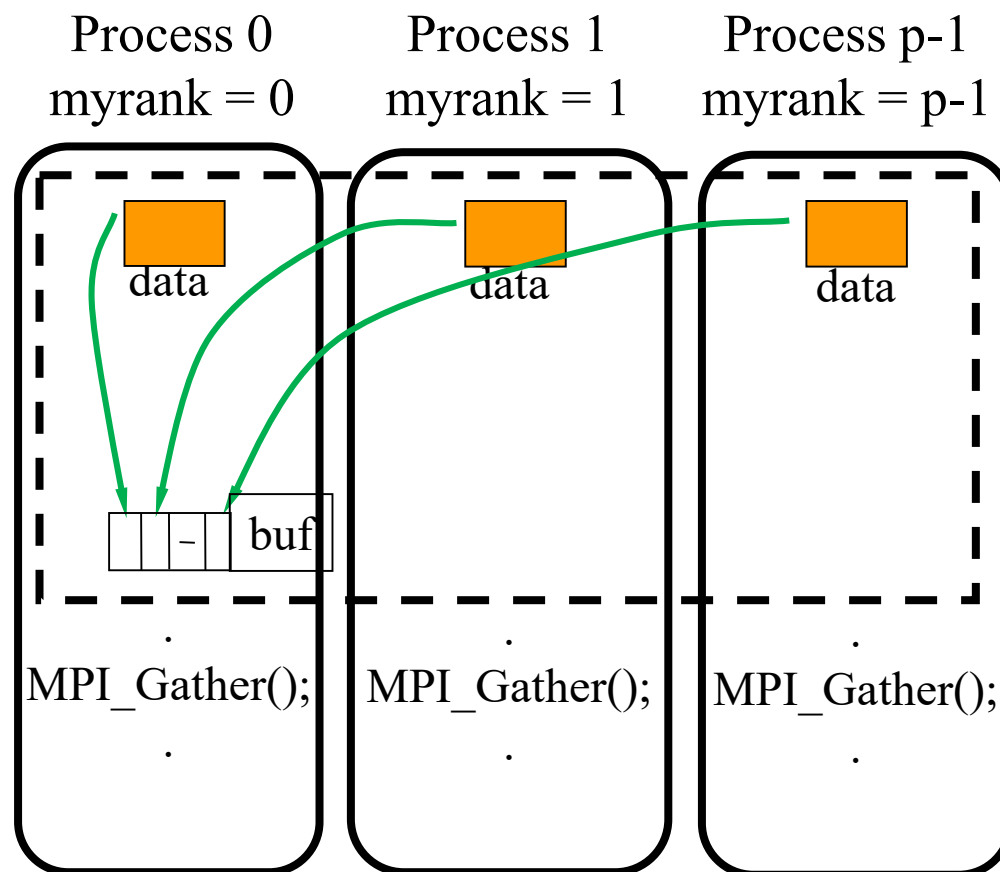 Process 0
myrank = 0
Process 1
myrank = 1
Process p-1
myrank = p-1
data
data
data
buf
.
MPI_Gather();
.
.
MPI_Gather();
.
.
MPI_Gather();
.